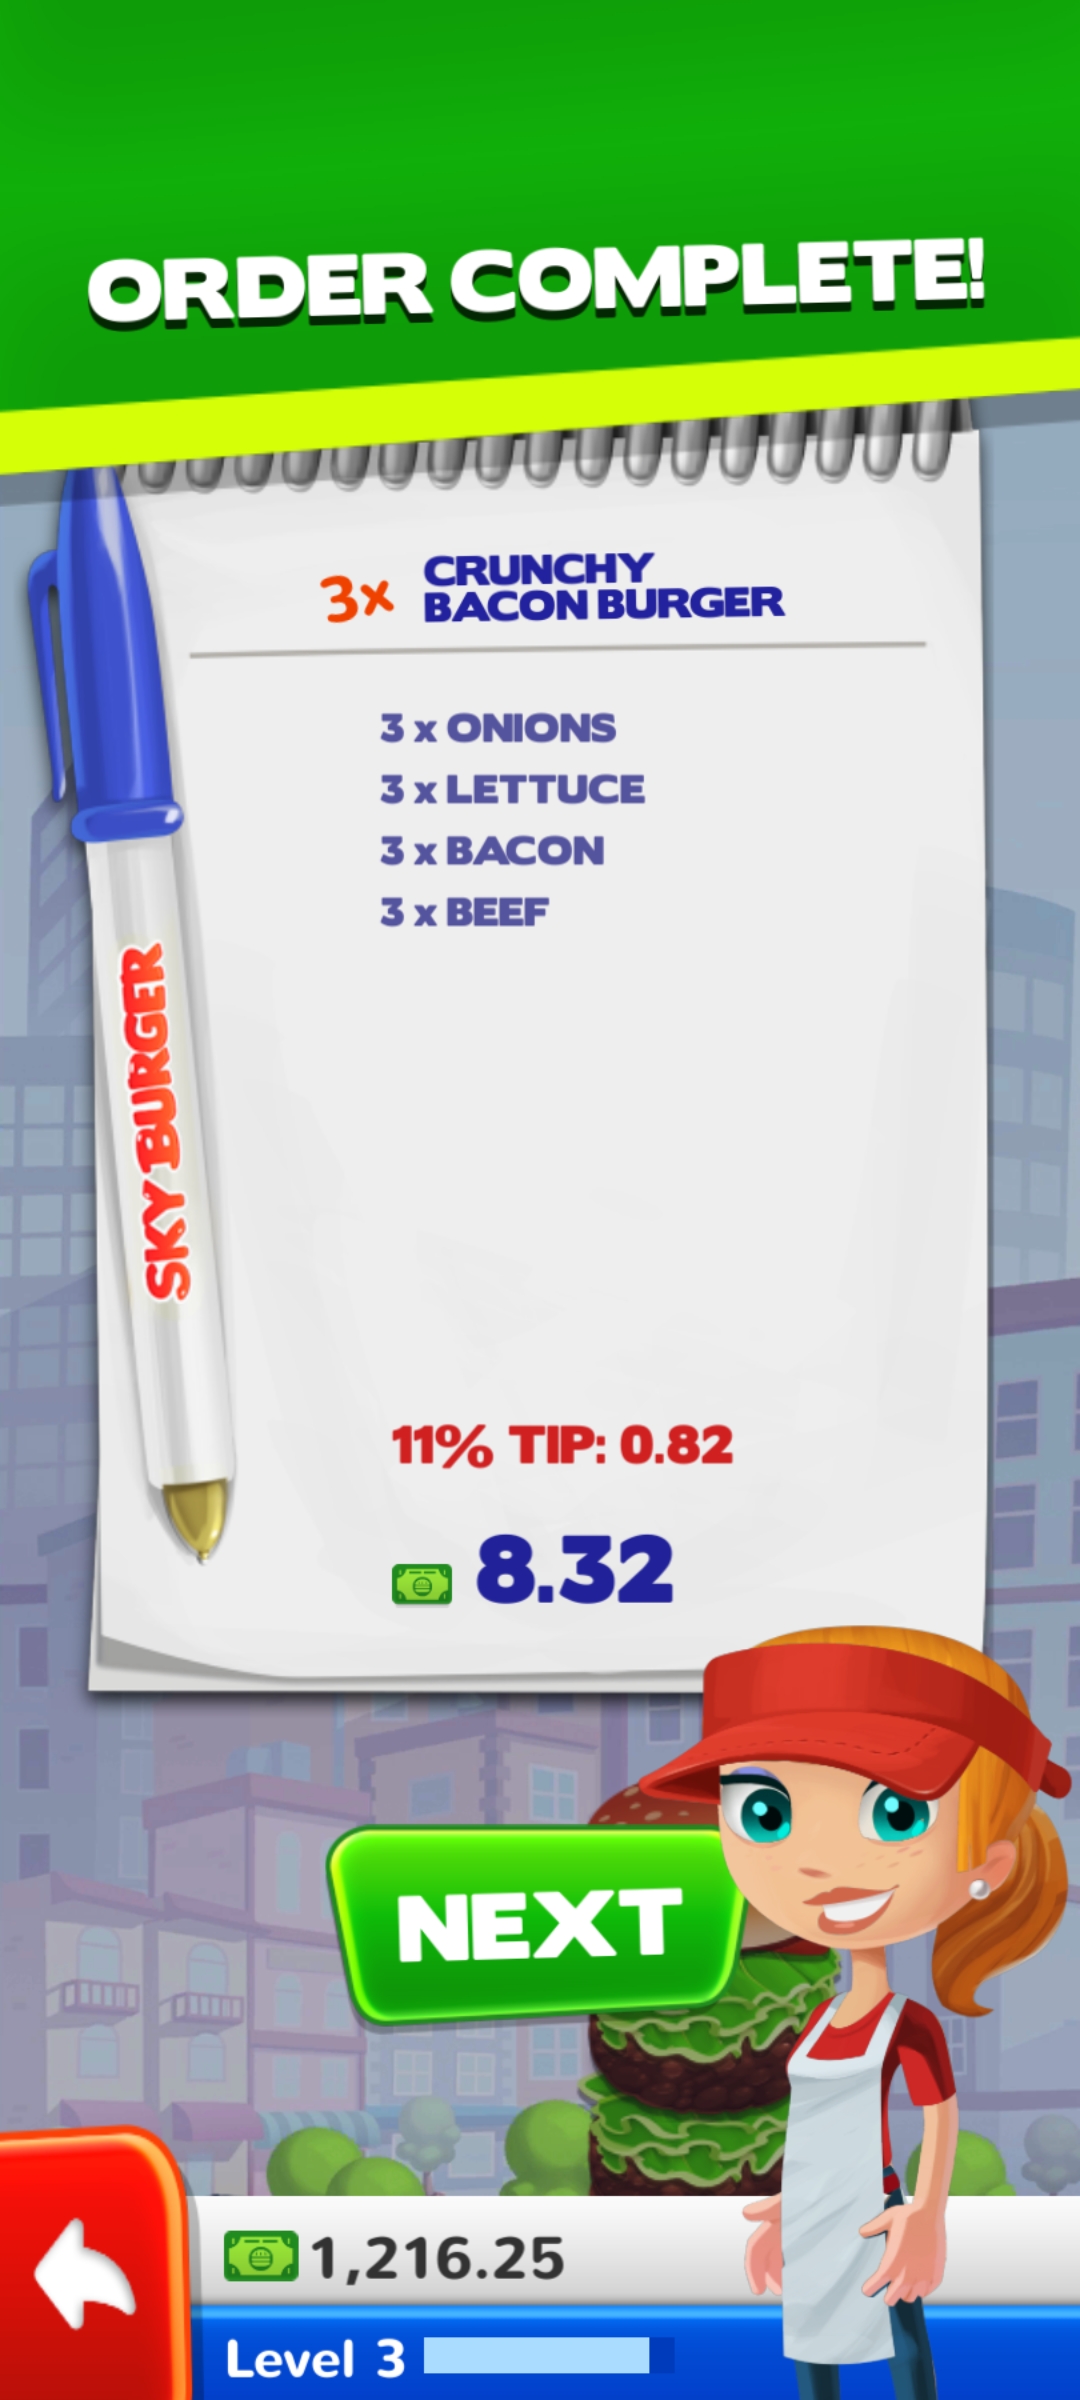 ORDER COMPLETE!
3x CRUNCHY
BACON BURGER
3 x ONIONS
3 x LETTUCE
3 x BACON
3 x BEEF
SKY BURGER
11% TIP: 0.82
8.32
NEXT
1,216.25
Level 3